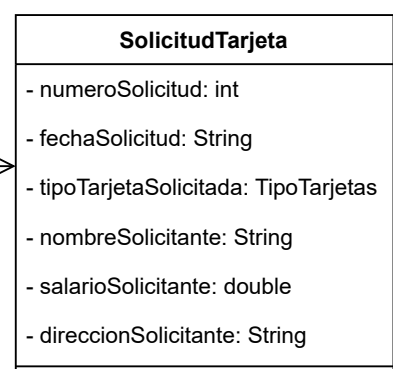 SolicitudTarjeta
- numeroSolicitud: int
- fechaSolicitud: String
- tipoTarjetaSolicitada: TipoTarjetas
- nombreSolicitante: String
- salarioSolicitante: double
- direccionSolicitante: String